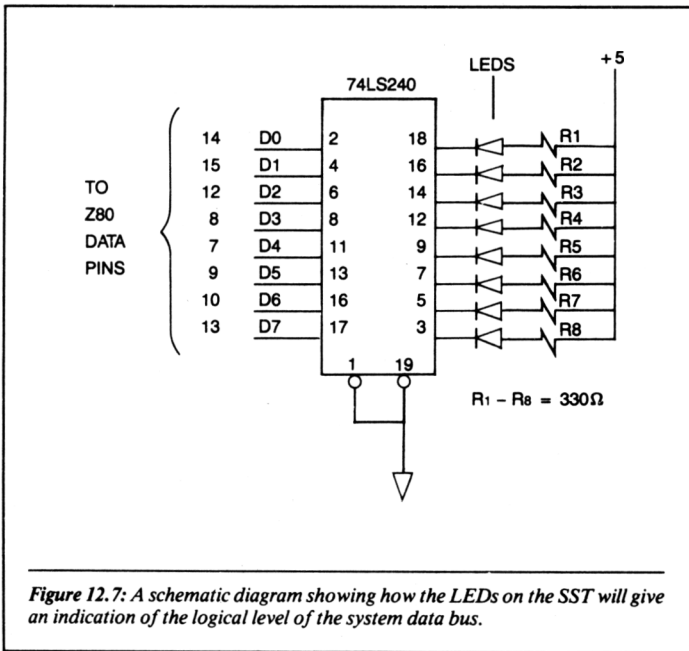 LEDS
+5
74LS240
14 D0 2 18 R1
15 D1 4 16 R2
12 D2 6 14 R3
8 D3 8 12 R4
7 D4 11 9 R5
9 D5 13 7 R6
10 D6 16 5 R7
13 D7 17 3 R8
TO
Z80
DATA
PINS
1 19
R1 – R8 = 330Ω
Figure 12.7: A schematic diagram showing how the LEDs on the SST will give
an indication of the logical level of the system data bus.